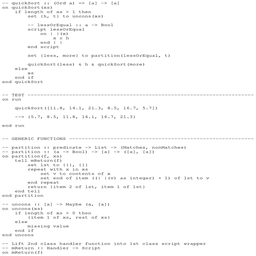 -- quickSort :: (Ord a) => [a] -> [a]
on quickSort(xs)
    if length of xs > 1 then
        set {h, t} to uncons(xs)

        -- lessOrEqual :: a -> Bool
        script lessOrEqual
            on |λ|(x)
                x ≤ h
            end |λ|
        end script

        set {less, more} to partition(lessOrEqual, t)

        quickSort(less) & h & quickSort(more)
    else
        xs
    end if
end quickSort

-- TEST
on run

    quickSort([11.8, 14.1, 21.3, 8.5, 16.7, 5.7])

    --> {5.7, 8.5, 11.8, 14.1, 16.7, 21.3}

end run

-- GENERIC FUNCTIONS

-- partition :: predicate -> List -> (Matches, nonMatches)
-- partition :: (a -> Bool) -> [a] -> ([a], [a])
on partition(f, xs)
    tell mReturn(f)
        set lst to {{}, {}}
        repeat with x in xs
            set v to contents of x
            set end of item ((|λ|(v) as integer) + 1) of lst to v
        end repeat
        return {item 2 of lst, item 1 of lst}
    end tell
end partition

-- uncons :: [a] -> Maybe (a, [a])
on uncons(xs)
    if length of xs > 0 then
        {item 1 of xs, rest of xs}
    else
        missing value
    end if
end uncons

-- Lift 2nd class handler function into 1st class script wrapper
-- mReturn :: Handler -> Script
on mReturn(f)